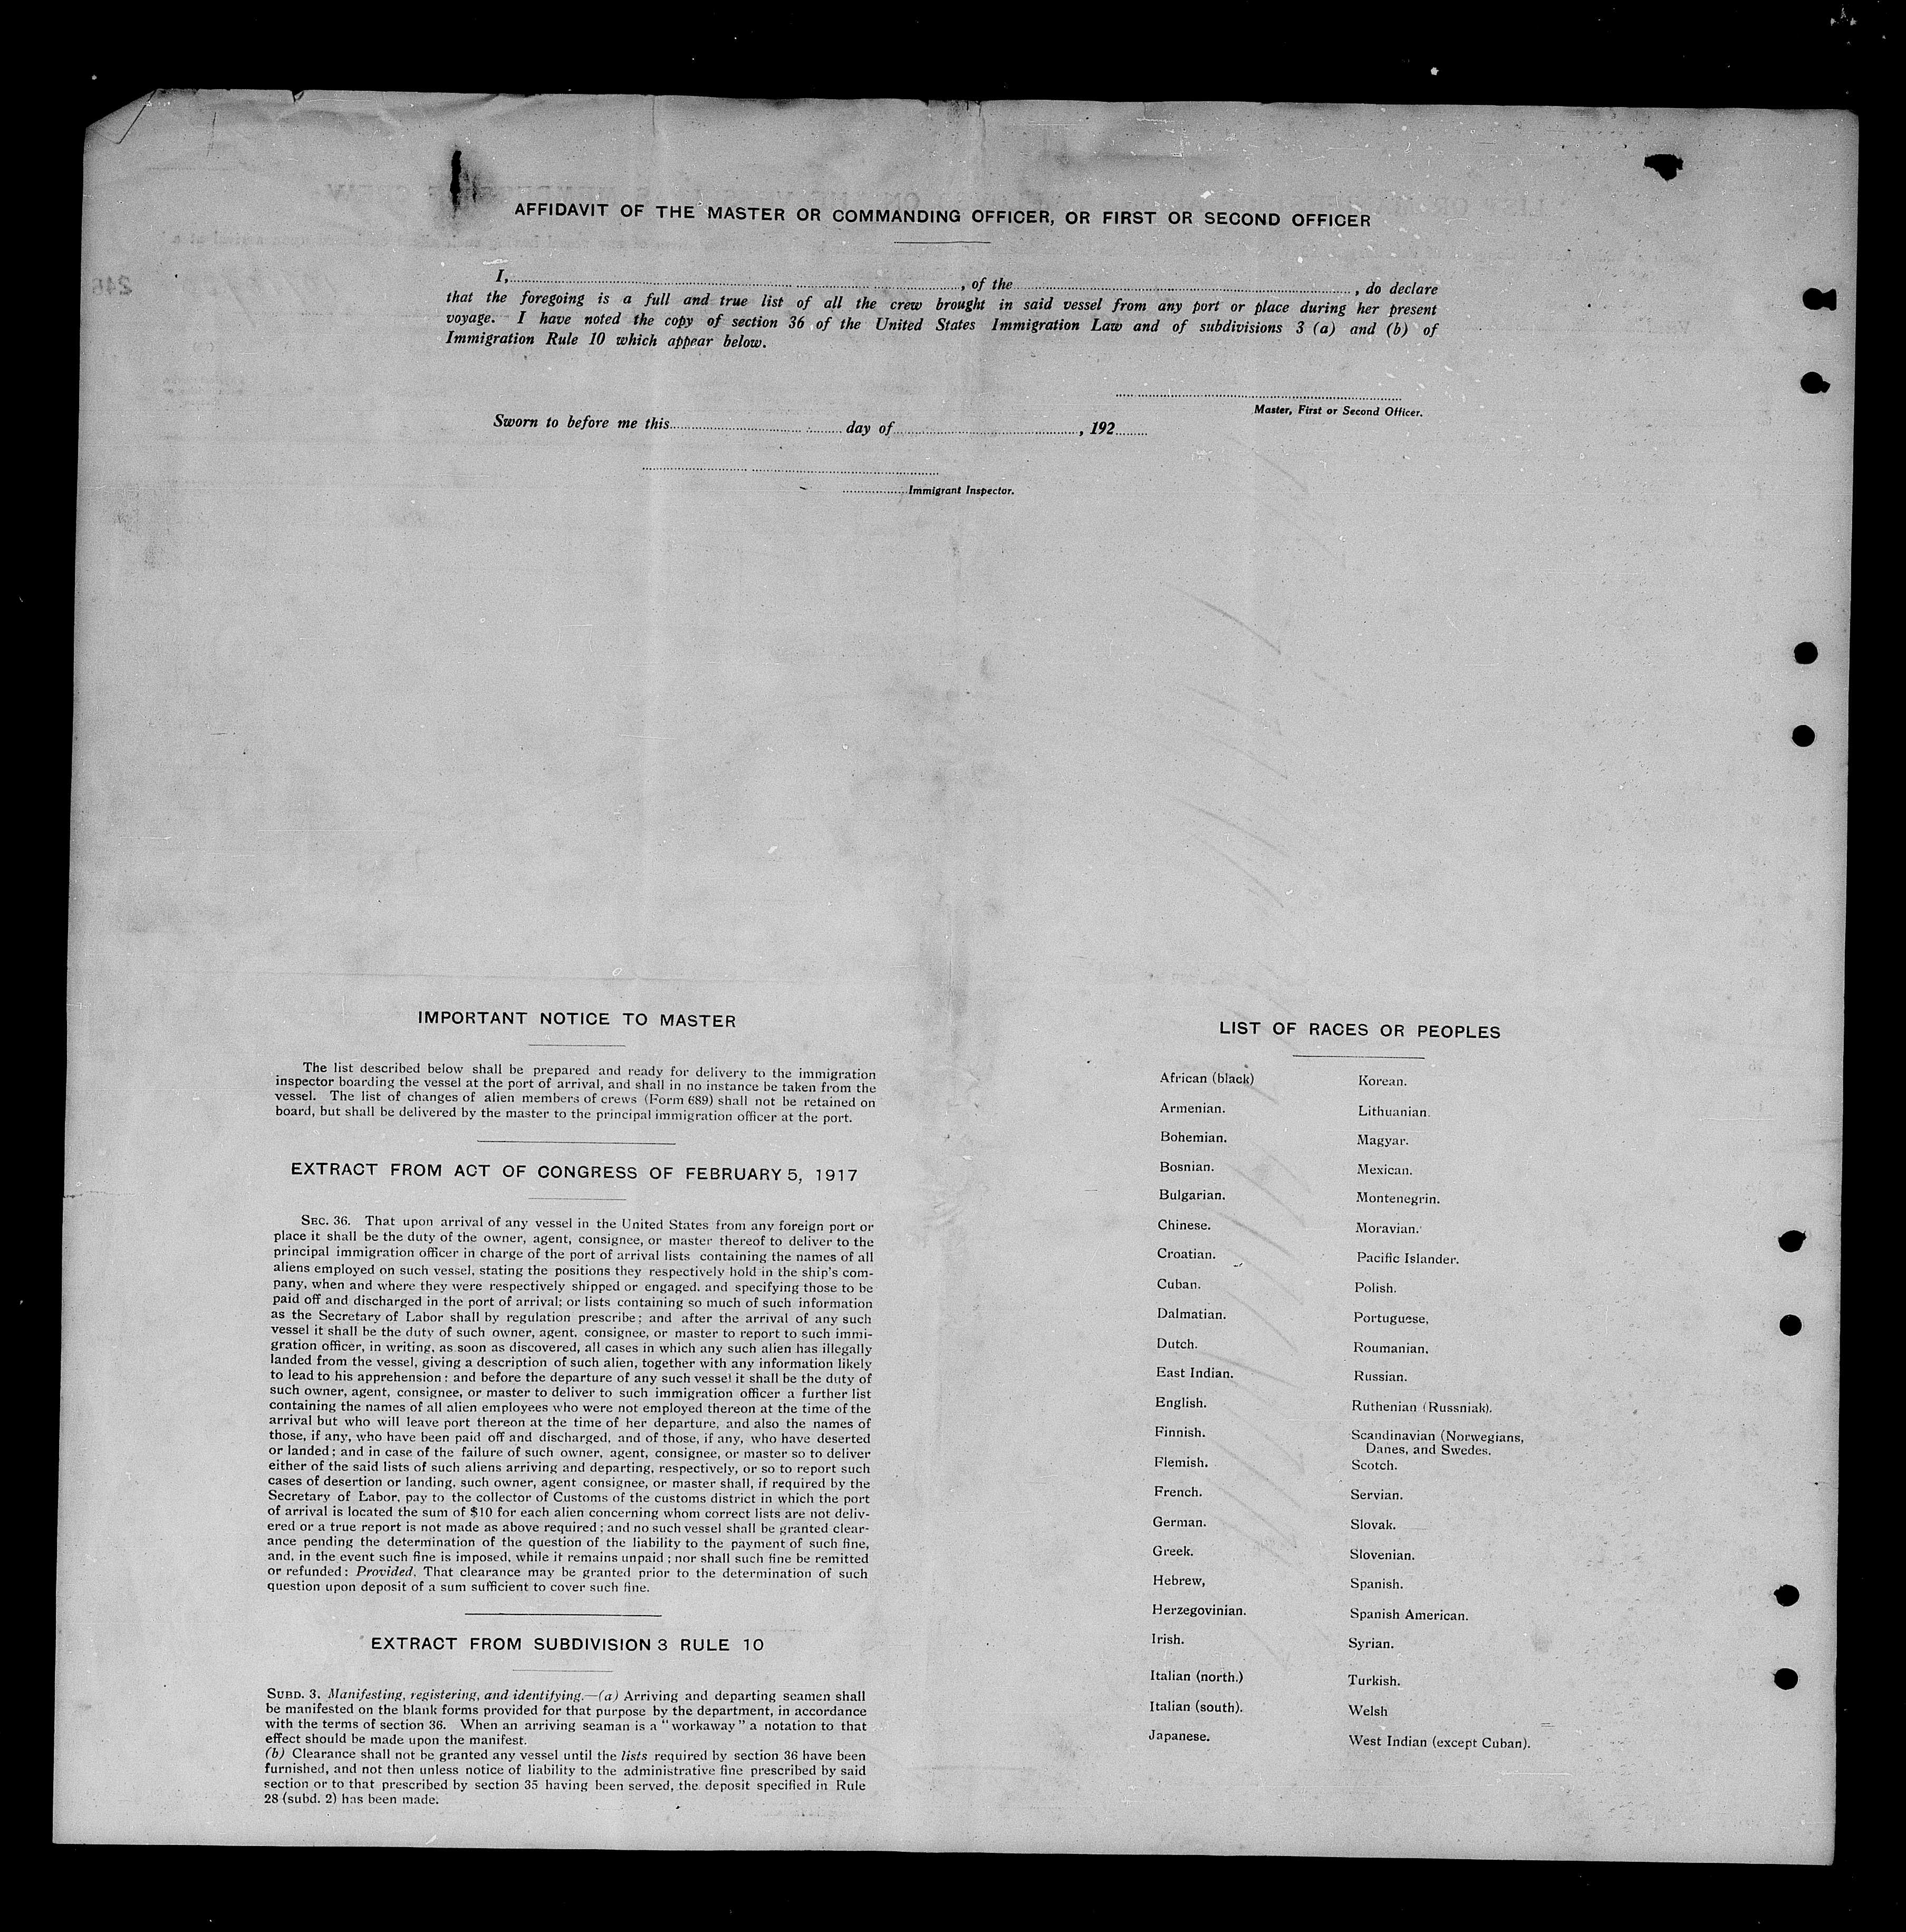 AFFIDAVIT OF THE MASTER OR COMMANDING OFFICER, OR FIRST OR SECOND OFFICER
I, , of the , do declare
that the foregoing is a full and true list of all the crew brought in said vessel from any port or place during her present
voyage. I have noted the copy of section 36 of the United States Immigration Law and of subdivisions 3 (a) and (b) of
Immigration Rule 10 which appear below.
Master, First or Second Officer.
Sworn to before me this day of , 192
Immigrant Inspector.
IMPORTANT NOTICE TO MASTER
The list described below shall be prepared and ready for delivery to the immigration
inspector boarding the vessel at the port of arrival, and shall in no instance be taken from the
vessel. The list of changes of alien members of crews (Form 689) shall not be retained on
board, but shall be delivered by the master to the principal immigration officer at the port.
EXTRACT FROM ACT OF CONGRESS OF FEBRUARY 5, 1917
SEC. 36. That upon arrival of any vessel in the United States from any foreign port or
place it shall be the duty of the owner, agent, consignee, or master thereof to deliver to the
principal immigration officer in charge of the port of arrival lists containing the names of all
aliens employed on such vessel, stating the positions they respectively hold in the ship's com-
pany, when and where they were respectively shipped or engaged. and specifying those to be
paid off and discharged in the port of arrival; or lists containing so much of such information
as the Secretary of Labor shall by regulation prescribe; and after the arrival of any such
vessel it shall be the duty of such owner, agent, consignee, or master to report to such immi-
gration officer, in writing, as soon as discovered, all cases in which any such alien has illegally
landed from the vessel, giving a description of such alien, together with any information likely
to lead to his apprehension; and before the departure of any such vessel it shall be the duty of
such owner, agent, consignee, or master to deliver to such immigration officer a further list
containing the names of all alien employees who were not employed thereon at the time of the
arrival but who will leave port thereon at the time of her departure, and also the names of
those, if any, who have been paid off and discharged, and of those, if any, who have deserted
or landed; and in case of the failure of such owner, agent, consignee, or master so to deliver
either of the said lists of such aliens arriving and departing, respectively, or so to report such
cases of desertion or landing, such owner, agent consignee, or master shall, if required by the
Secretary of Labor, pay to the collector of Customs of the customs district in which the port
of arrival is located the sum of $10 for each alien concerning whom correct lists are not deliv-
ered or a true report is not made as above required; and no such vessel shall be granted clear-
ance pending the determination of the question of the liability to the payment of such fine,
and, in the event such fine is imposed, while it remains unpaid; nor shall such fine be remitted
or refunded: Provided, That clearance may be granted prior to the determination of such
question upon deposit of a sum sufficient to cover such fine.
EXTRACT FROM SUBDIVISION 3 RULE 10
SUBD. 3. Manifesting, registering, and identifying.—(a) Arriving and departing seamen shall
be manifested on the blank forms provided for that purpose by the department, in accordance
with the terms of section 36. When an arriving seaman is a "workaway" a notation to that
effect should be made upon the manifest.
(b) Clearance shall not be granted any vessel until the lists required by section 36 have been
furnished, and not then unless notice of liability to the administrative fine prescribed by said
section or to that prescribed by section 35 having been served, the deposit specified in Rule
28 (subd. 2) has been made.
LIST OF RACES OR PEOPLES
African (black) Korean.
Armenian. Lithuanian.
Bohemian. Magyar.
Bosnian. Mexican.
Bulgarian. Montenegrin.
Chinese. Moravian.
Croatian. Pacific Islander.
Cuban. Polish.
Dalmatian. Portuguese,
Dutch. Roumanian.
East Indian. Russian.
English. Ruthenian (Russniak).
Finnish. Scandinavian (Norwegians,
Danes, and Swedes.
Flemish. Scotch.
French. Servian.
German. Slovak.
Greek. Slovenian.
Hebrew, Spanish.
Herzegovinian. Spanish American.
Irish. Syrian.
Italian (north.) Turkish.
Italian (south). Welsh
Japanese. West Indian (except Cuban).